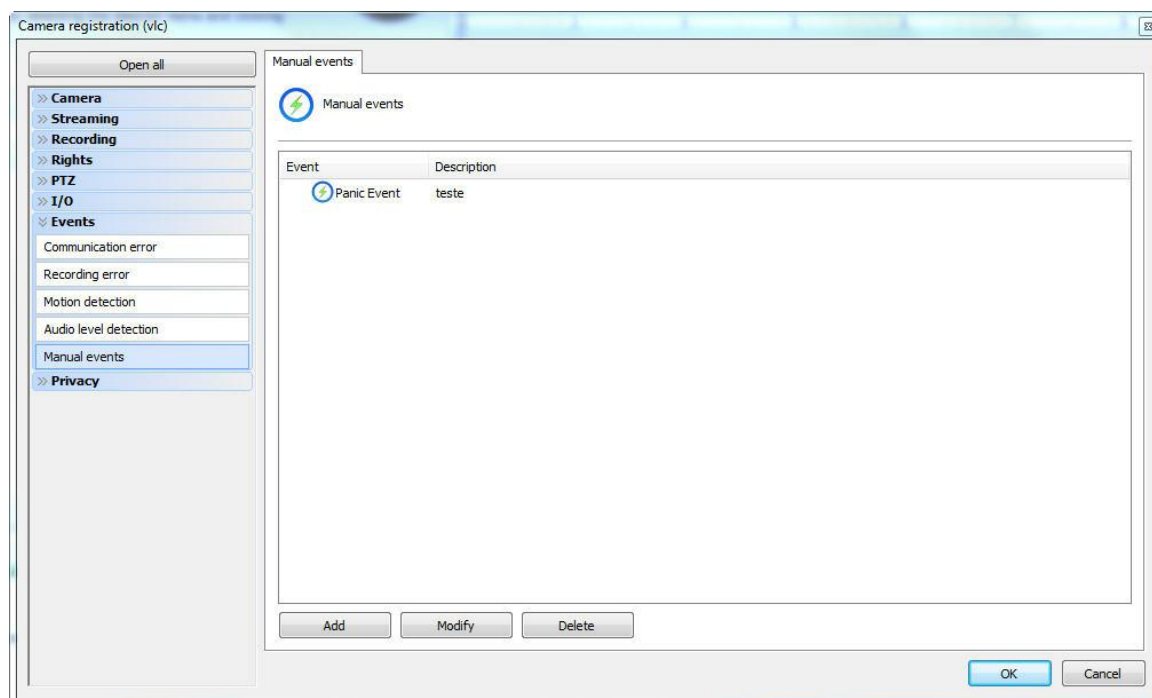 Camera registration (vlc)
Open all
Camera
Streaming
Recording
Rights
PTZ
I/O
Events
Communication error
Recording error
Motion detection
Audio level detection
Manual events
Privacy
Manual events
Manual events
Event Description
Panic Event teste
Add Modify Delete
OK Cancel